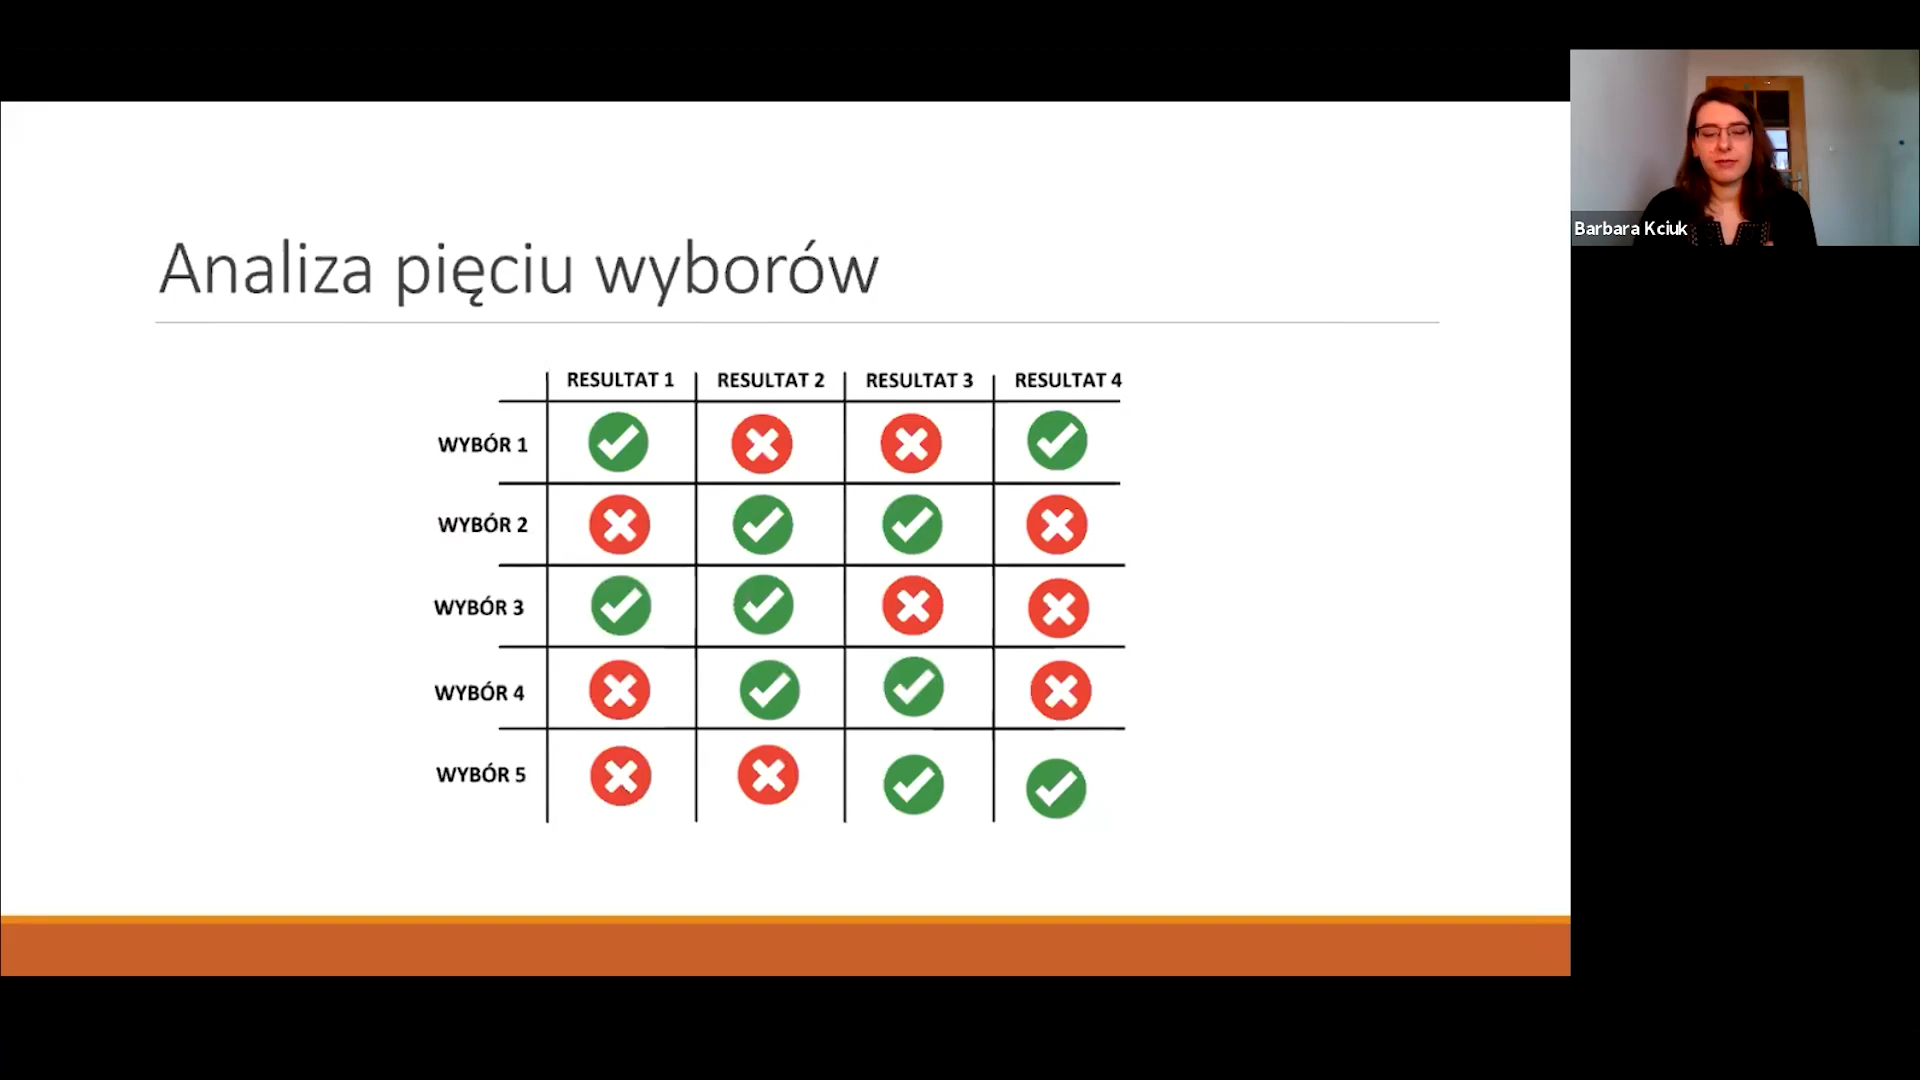 Analiza pięciu wyborów
RESULTAT 1 RESULTAT 2 RESULTAT 3 RESULTAT 4
WYBÓR 1
WYBÓR 2
WYBÓR 3
WYBÓR 4
WYBÓR 5
Barbara Kciuk